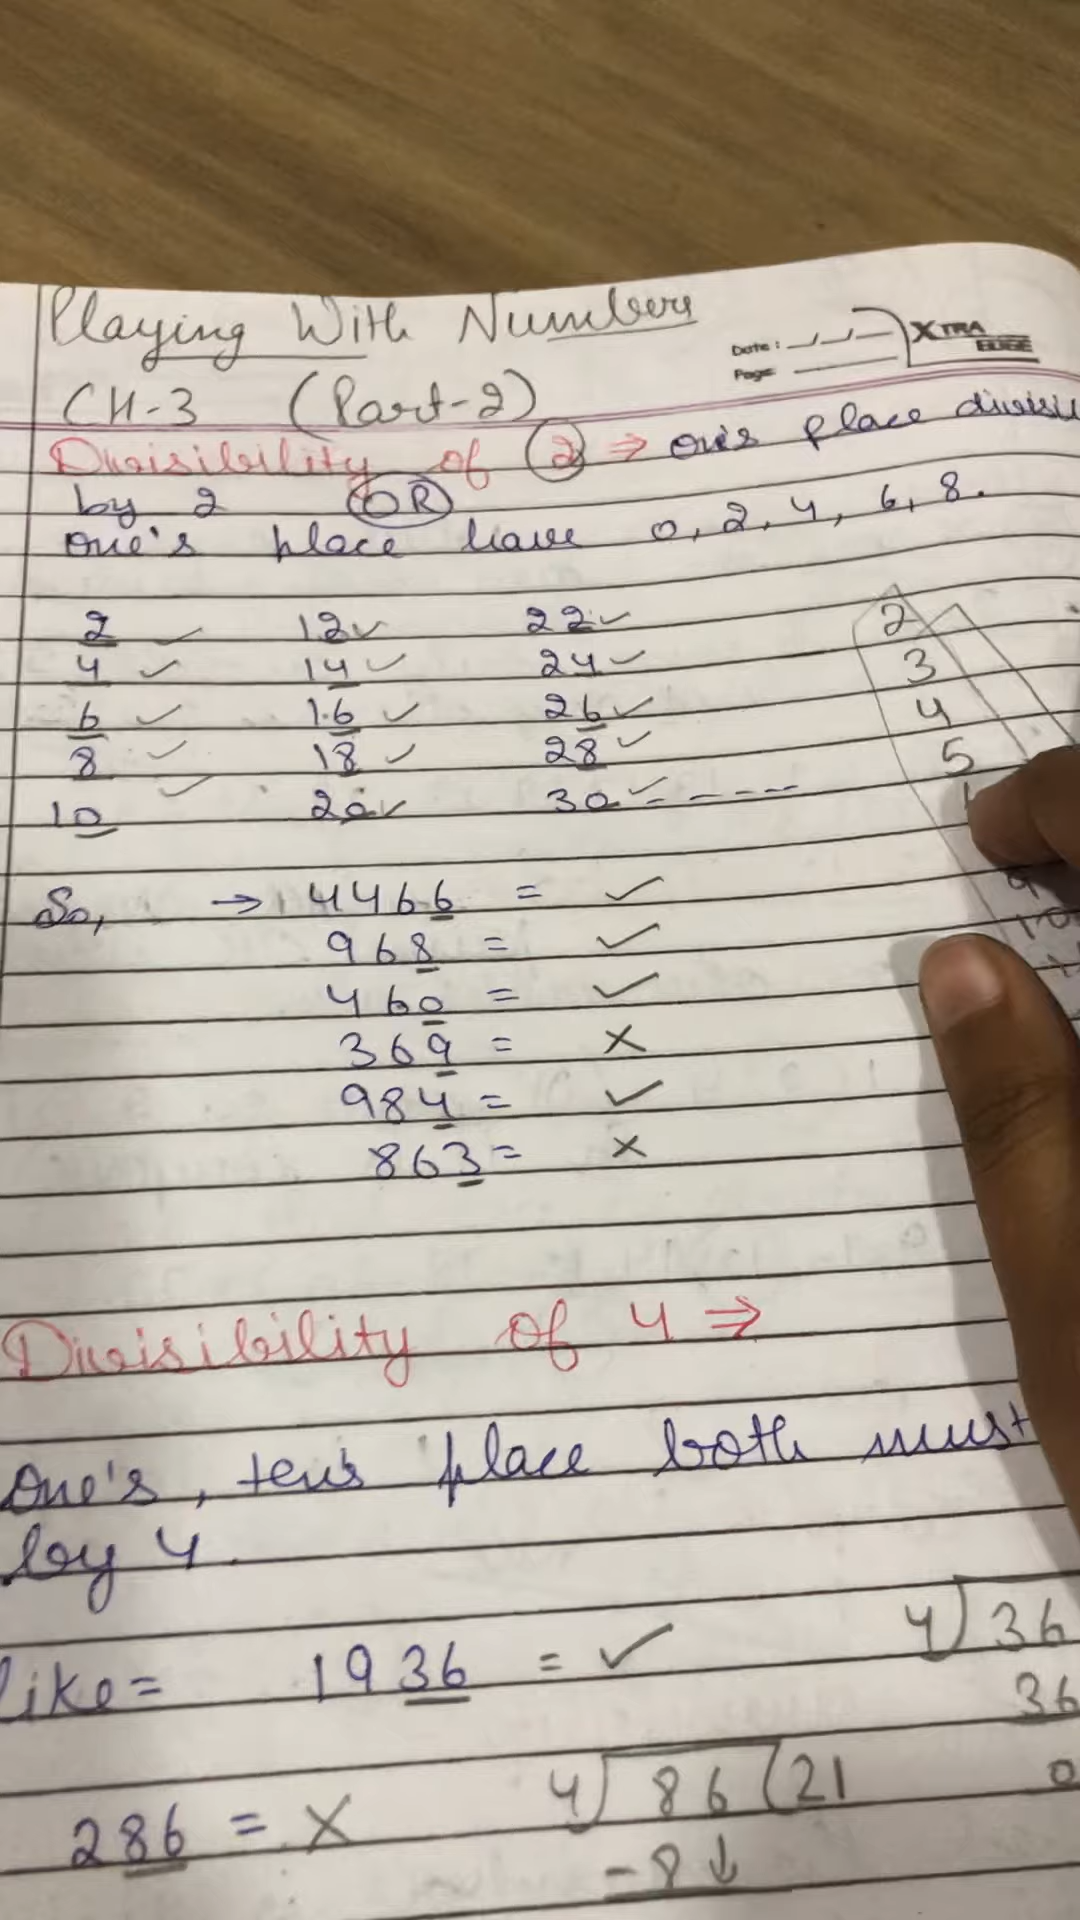 Playing With Numbers
Date: XTRA EDGE
Page:
CH-3 (Part-2)
Divisibility of 2 ⇒ one's place divisi
by 2 OR
one's place have 0, 2, 4, 6, 8.
2 ✓ 12 ✓ 22 ✓ 2
4 ✓ 14 ✓ 24 ✓ 3
6 ✓ 16 ✓ 26 ✓ 4
8 ✓ 18 ✓ 28 ✓ 5
10 ✓ 20 ✓ 30 ✓ - - - - -
9
10
So, → 4466 = ✓
968 = ✓
460 = ✓
369 = ×
984 = ✓
863 = ×
Divisibility of 4 ⇒
One's, ten's place both must
by 4.
like = 1936 = ✓ 4)36
36
0
286 = × 4)86(21
-8↓